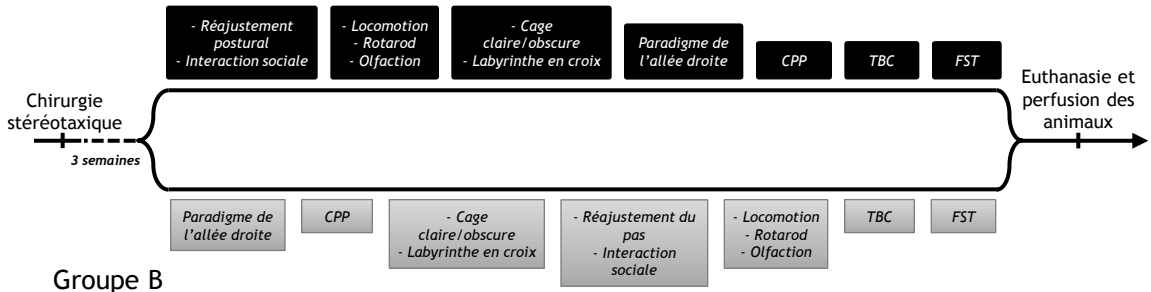 - Réajustement
postural
- Interaction sociale
- Locomotion
- Rotarod
- Olfaction
- Cage
claire/obscure
- Labyrinthe en croix
Paradigme de
l'allée droite
CPP
TBC
FST
Chirurgie
stéréotaxique
3 semaines
Euthanasie et
perfusion des
animaux
Paradigme de
l'allée droite
CPP
- Cage
claire/obscure
- Labyrinthe en croix
- Réajustement du
pas
- Interaction
sociale
- Locomotion
- Rotarod
- Olfaction
TBC
FST
Groupe B